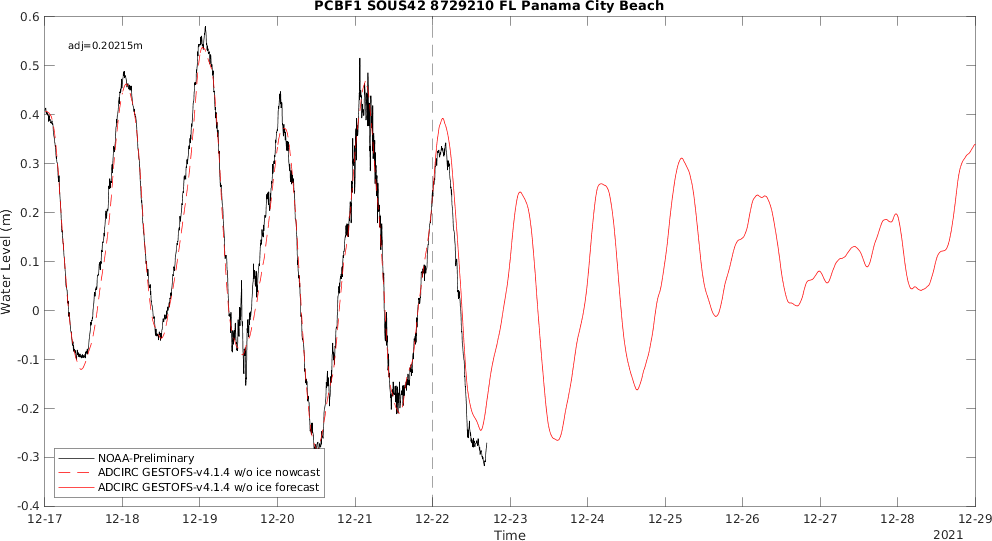 PCBF1 SOUS42 8729210 FL Panama City Beach
adj=0.20215m
Water Level (m)
0.6
0.5
0.4
0.3
0.2
0.1
0
-0.1
-0.2
-0.3
-0.4
NOAA-Preliminary
ADCIRC GESTOFS-v4.1.4 w/o ice nowcast
ADCIRC GESTOFS-v4.1.4 w/o ice forecast
12-17 12-18 12-19 12-20 12-21 12-22 12-23 12-24 12-25 12-26 12-27 12-28 12-29
Time
2021